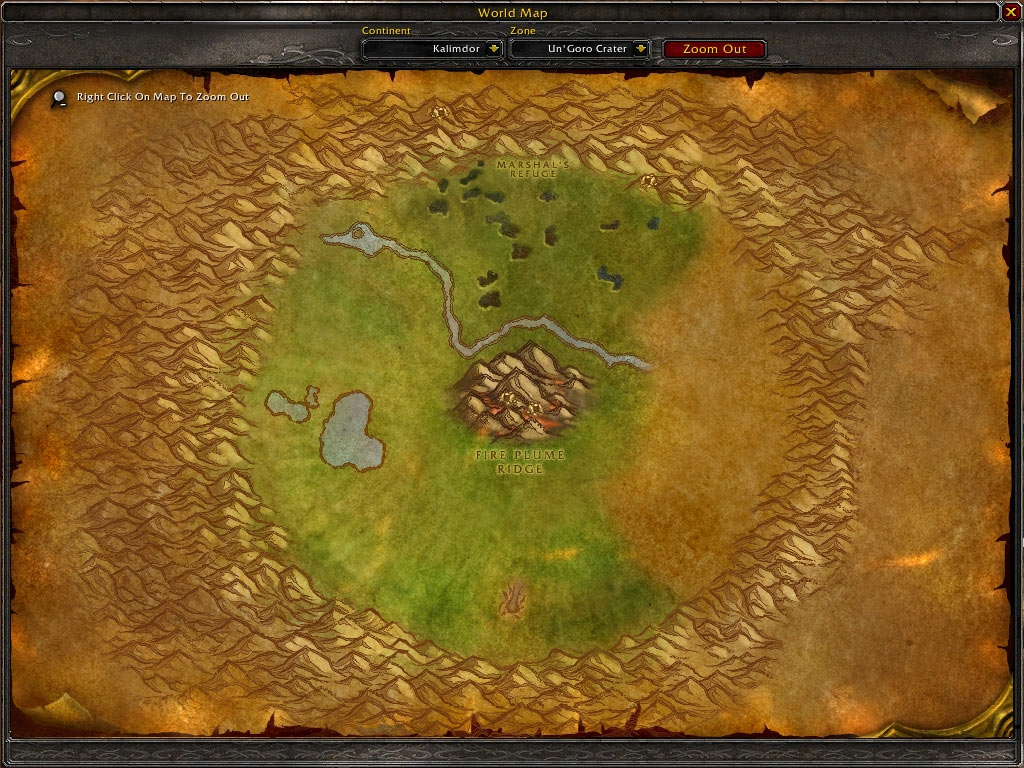 World Map
Continent
Zone
Kalimdor
Un'Goro Crater
Zoom Out
Right Click On Map To Zoom Out
MARSHAL'S
REFUGE
FIRE PLUME
RIDGE